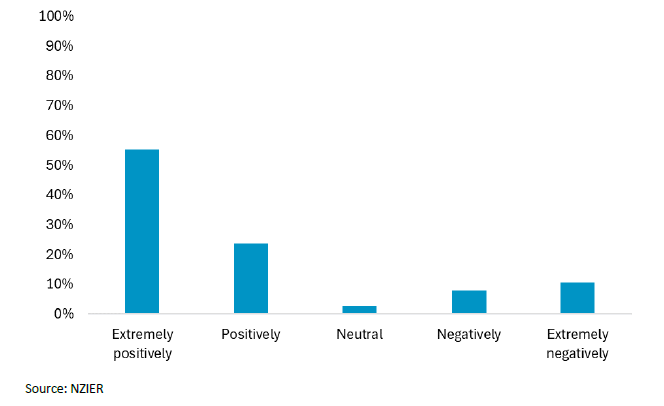 100%
90%
80%
70%
60%
50%
40%
30%
20%
10%
0%
Extremely
positively
Positively
Neutral
Negatively
Extremely
negatively
Source: NZIER